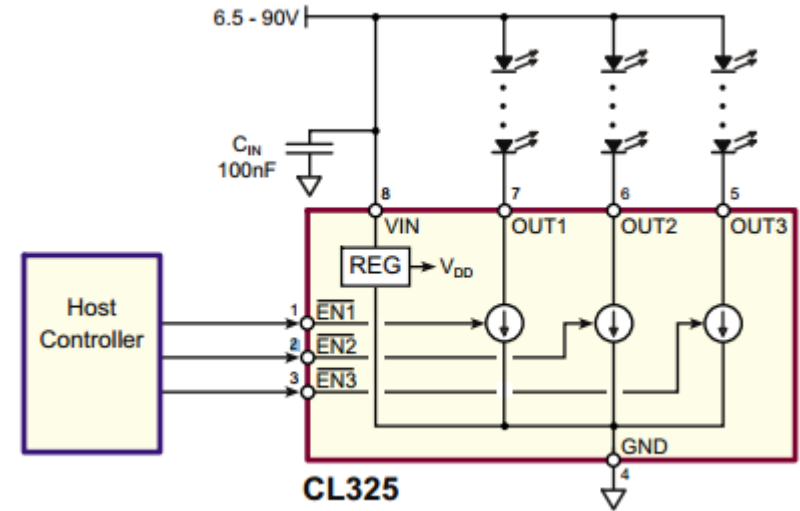 6.5 - 90V
CIN
100nF
8
7
6
5
VIN
OUT1
OUT2
OUT3
REG
VDD
Host
Controller
1
EN1
2
EN2
3
EN3
GND
4
CL325